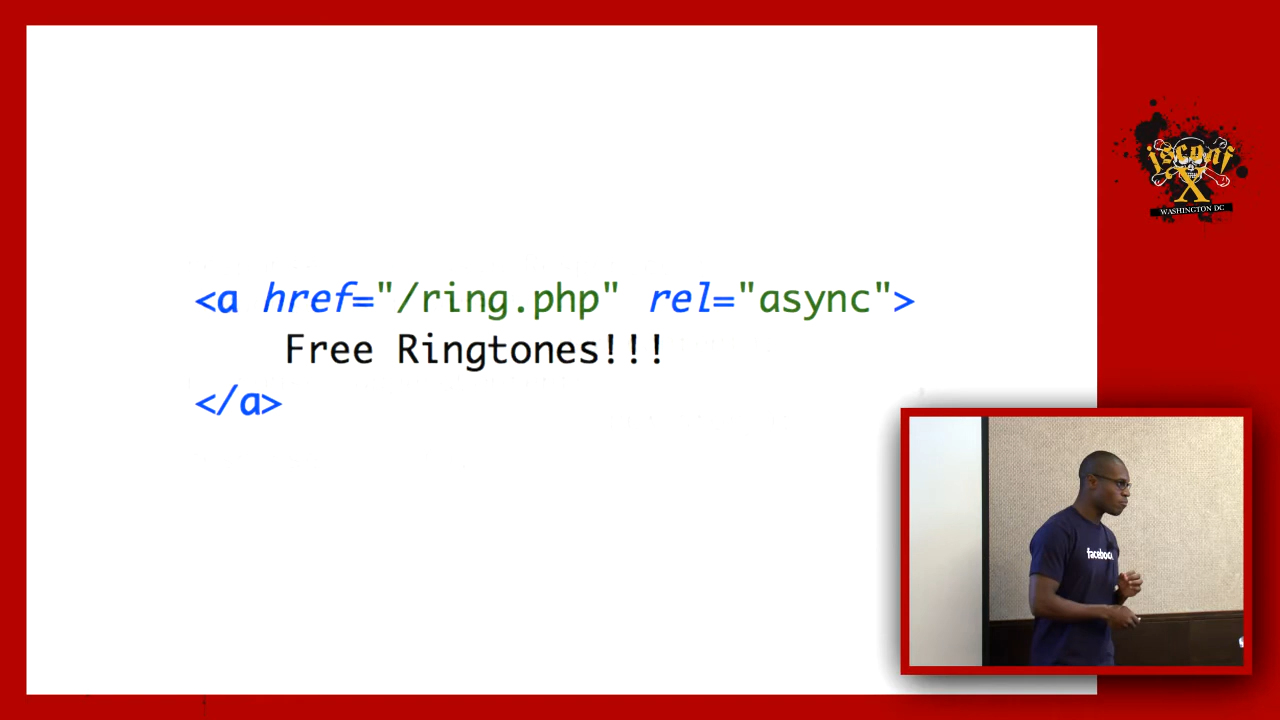 <a href="/ring.php" rel="async">
Free Ringtones!!!
</a>
jsconf
X
WASHINGTON DC
facebook